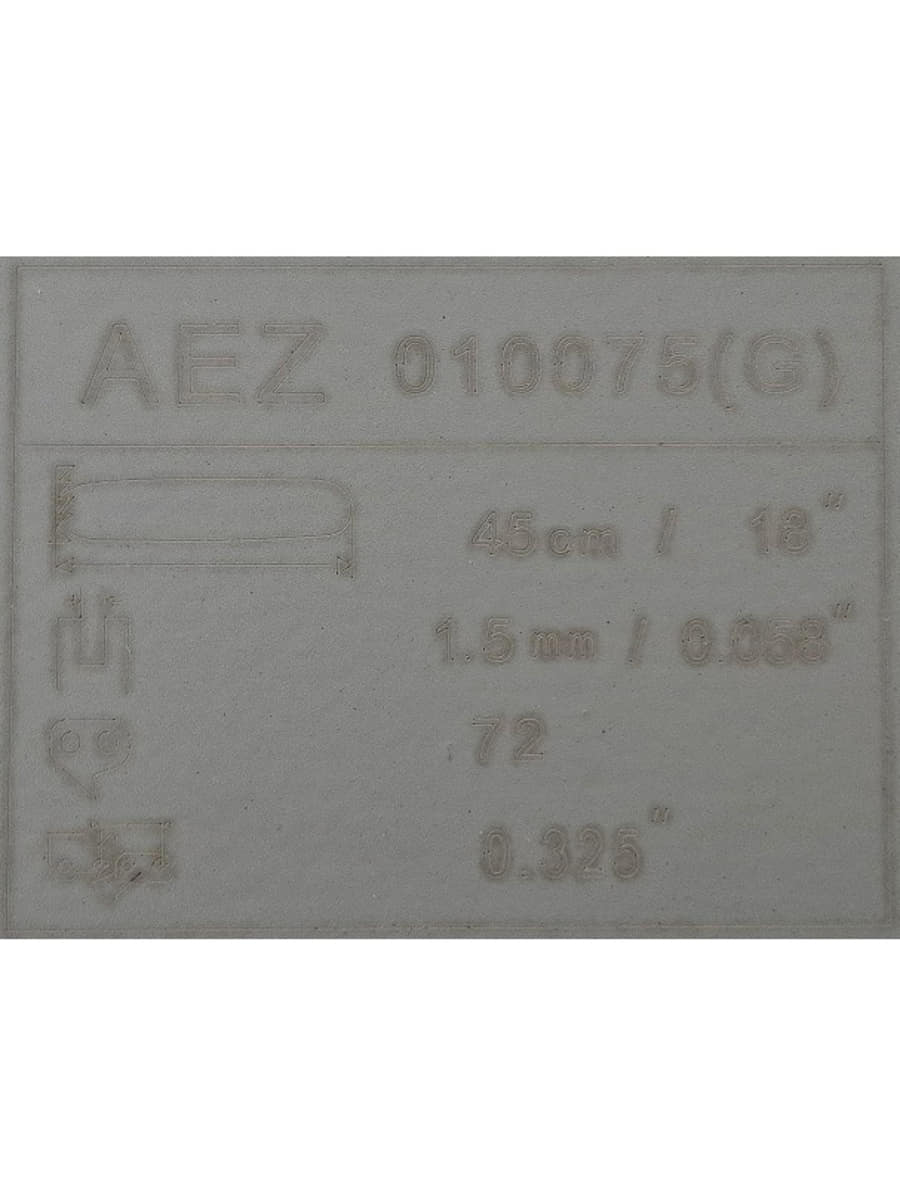 AEZ 010075(G)
45cm / 18"
1.5mm / 0.058"
72
0.325"